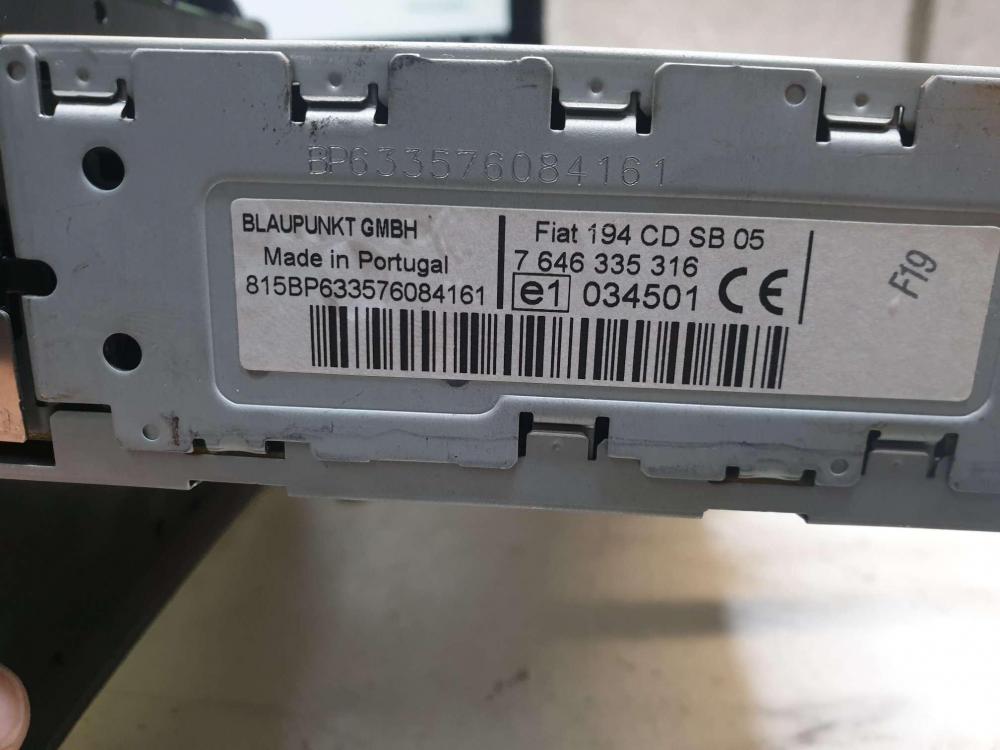 BP633576084161
BLAUPUNKT GMBH
Made in Portugal
815BP633576084161
Fiat 194 CD SB 05
7 646 335 316
e1 034501 CE
F19